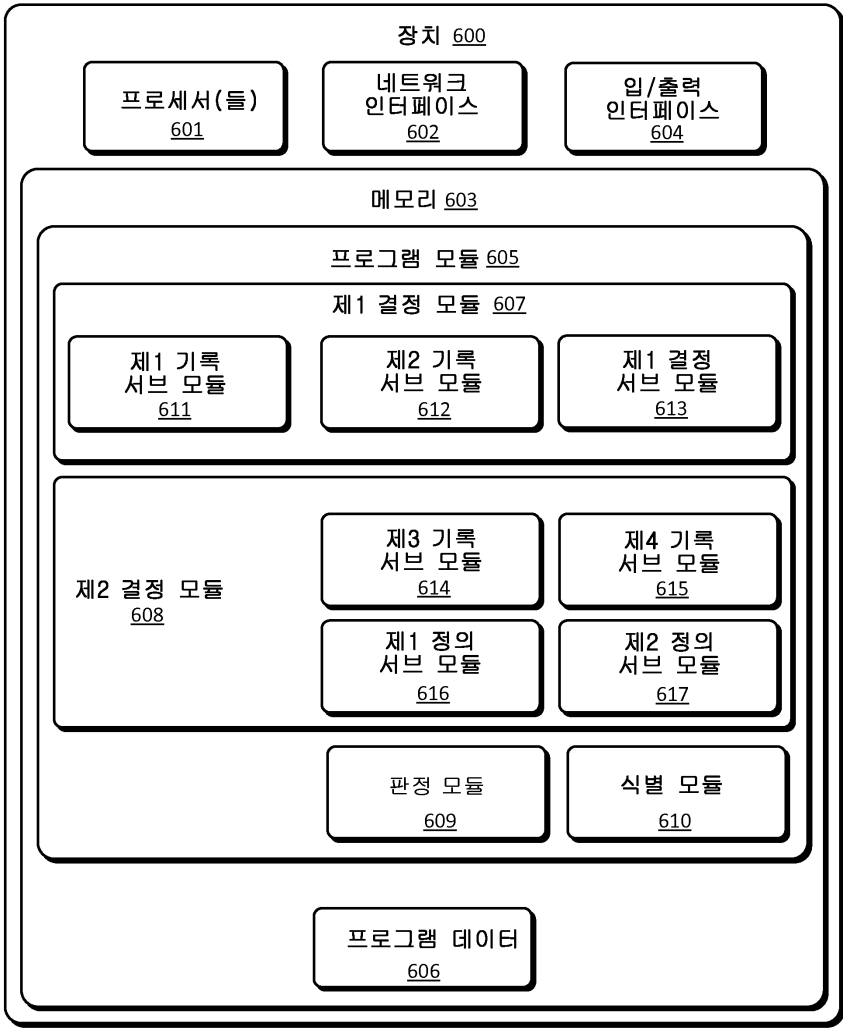 장치 600
프로세서(들)
601
네트워크
인터페이스
602
입/출력
인터페이스
604
메모리 603
프로그램 모듈 605
제1 결정 모듈 607
제1 기록
서브 모듈
611
제2 기록
서브 모듈
612
제1 결정
서브 모듈
613
제2 결정 모듈
608
제3 기록
서브 모듈
614
제4 기록
서브 모듈
615
제1 정의
서브 모듈
616
제2 정의
서브 모듈
617
판정 모듈
609
식별 모듈
610
프로그램 데이터
606